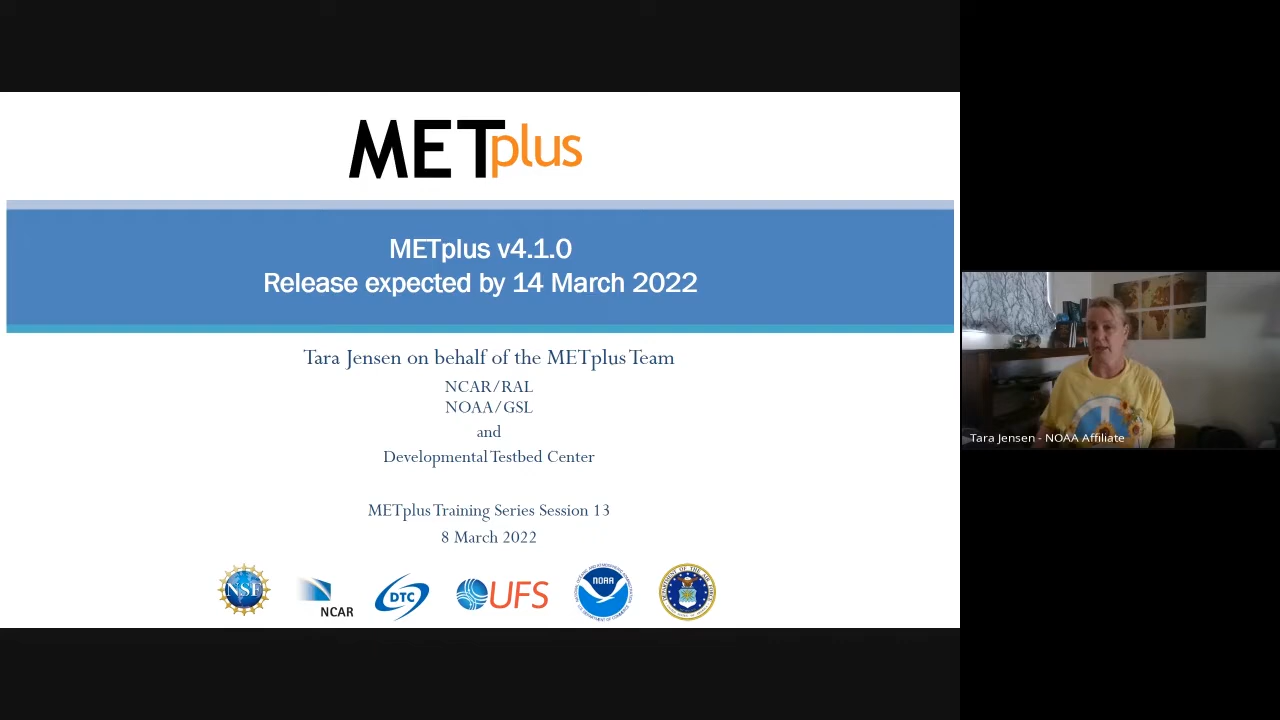 METplus
METplus v4.1.0
Release expected by 14 March 2022
Tara Jensen on behalf of the METplus Team
NCAR/RAL
NOAA/GSL
and
Developmental Testbed Center
METplus Training Series Session 13
8 March 2022
NSF
NCAR
DTC
UFS
NOAA
Tara Jensen - NOAA Affiliate